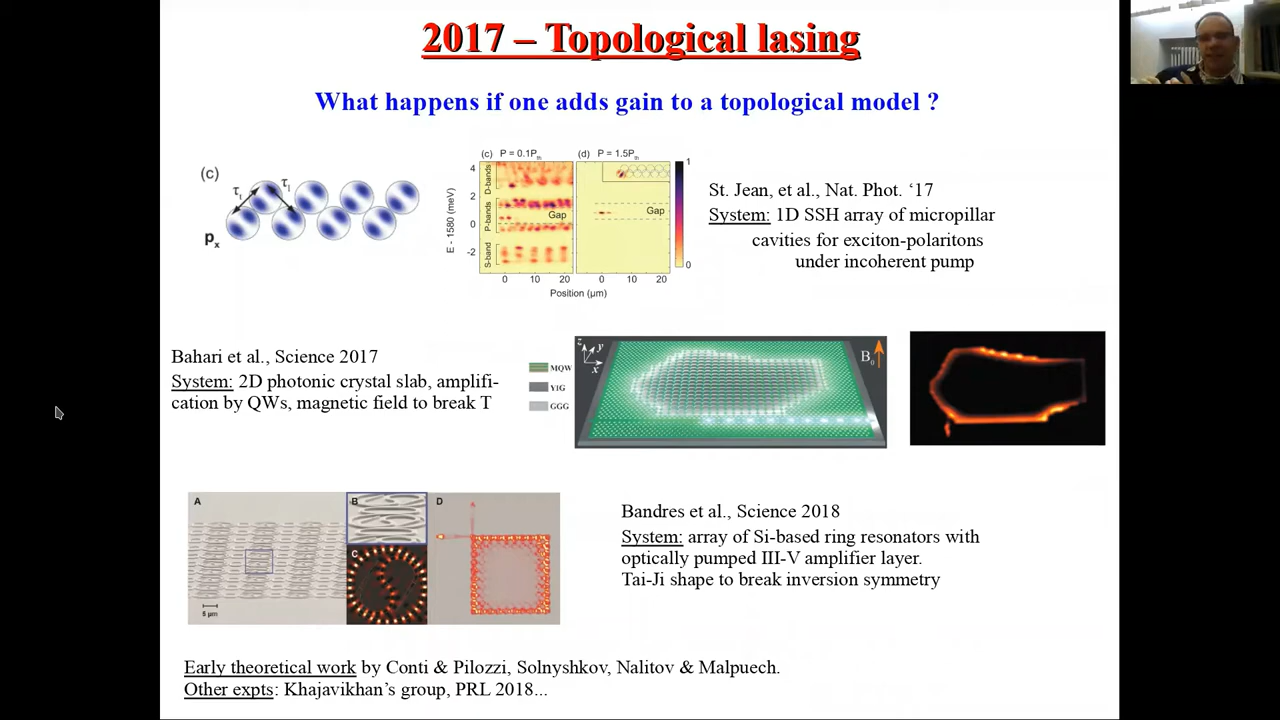 2017 – Topological lasing
What happens if one adds gain to a topological model ?
(c)
τt
τl
px
(c) P = 0.1Pth
(d) P = 1.5Pth
E - 1580 (meV)
4
2
0
-2
D-bands
P-bands
S-band
Gap
Gap
1
0
0 10 20
0 10 20
Position (μm)
St. Jean, et al., Nat. Phot. ‘17
System: 1D SSH array of micropillar
cavities for exciton-polaritons
under incoherent pump
Bahari et al., Science 2017
System: 2D photonic crystal slab, amplifi-
cation by QWs, magnetic field to break T
MQW
YIG
GGG
z
y
x
B0
A
5 μm
B
C
D
Bandres et al., Science 2018
System: array of Si-based ring resonators with
optically pumped III-V amplifier layer.
Tai-Ji shape to break inversion symmetry
Early theoretical work by Conti & Pilozzi, Solnyshkov, Nalitov & Malpuech.
Other expts: Khajavikhan’s group, PRL 2018...